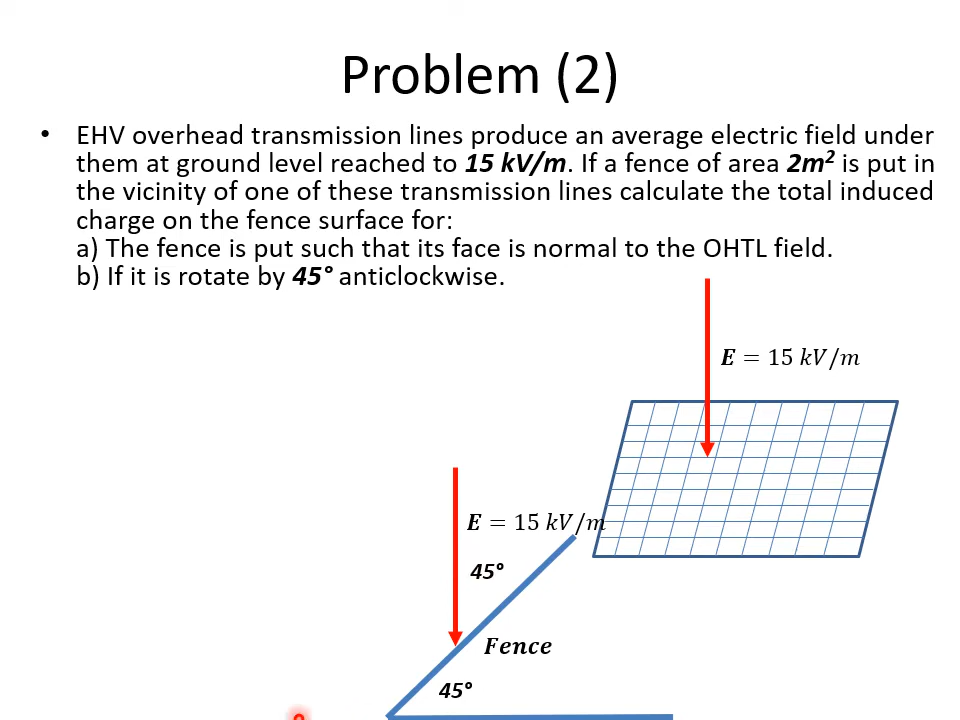 Problem (2)
• EHV overhead transmission lines produce an average electric field under
them at ground level reached to 15 kV/m. If a fence of area 2m² is put in
the vicinity of one of these transmission lines calculate the total induced
charge on the fence surface for:
a) The fence is put such that its face is normal to the OHTL field.
b) If it is rotate by 45° anticlockwise.
E = 15 kV/m
E = 15 kV/m
45°
Fence
45°